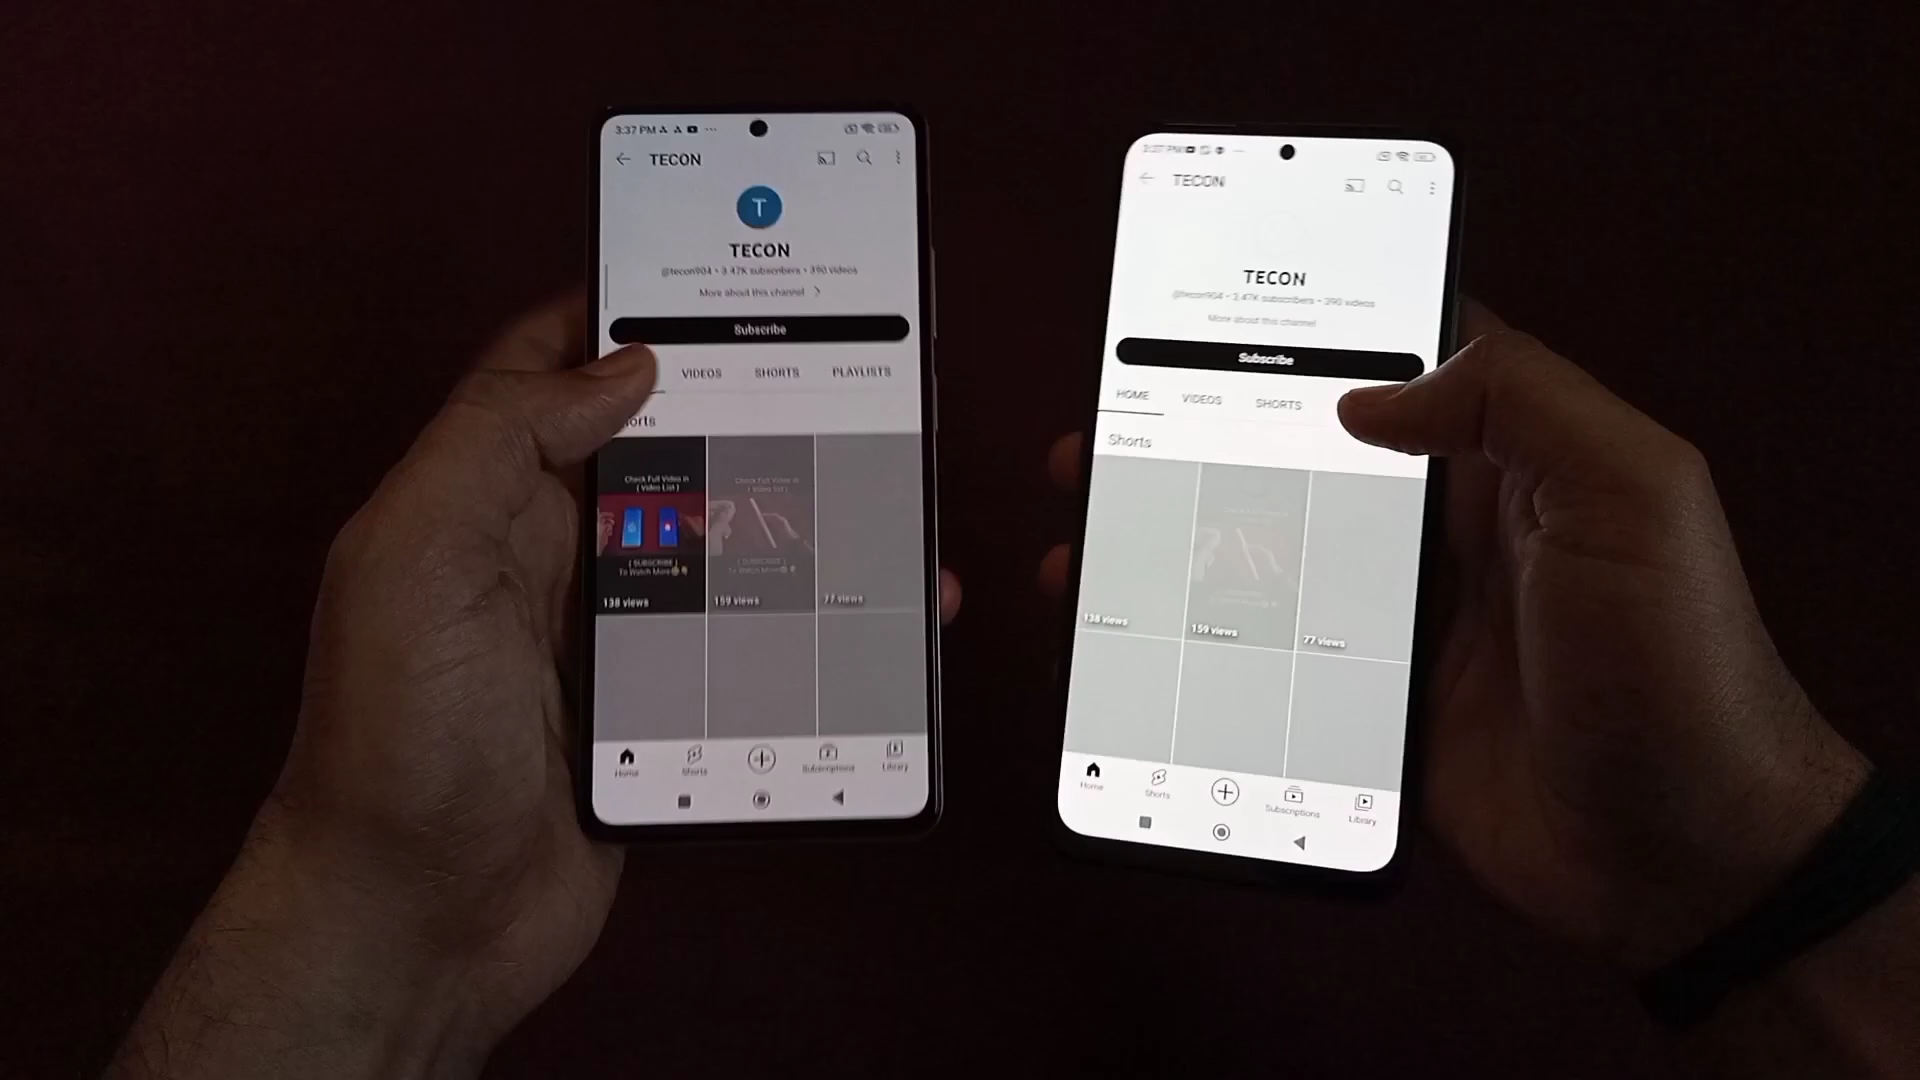 3:37 PM
TECON
TECON
@tecon904 • 3.47K subscribers • 390 videos
More about this channel
Subscribe
VIDEOS SHORTS PLAYLISTS
orts
Check Full Video in
[ Video List ]
[ SUBSCRIBE ]
To Watch More
138 views
Check Full Video in
[ Video List ]
[ SUBSCRIBE ]
To Watch More
159 views
77 views
Home Shorts Subscriptions Library
3:37 PM
TECON
TECON
@tecon904 • 3.47K subscribers • 390 videos
More about this channel
Subscribe
HOME VIDEOS SHORTS
Shorts
138 views
159 views
77 views
Home Shorts Subscriptions Library